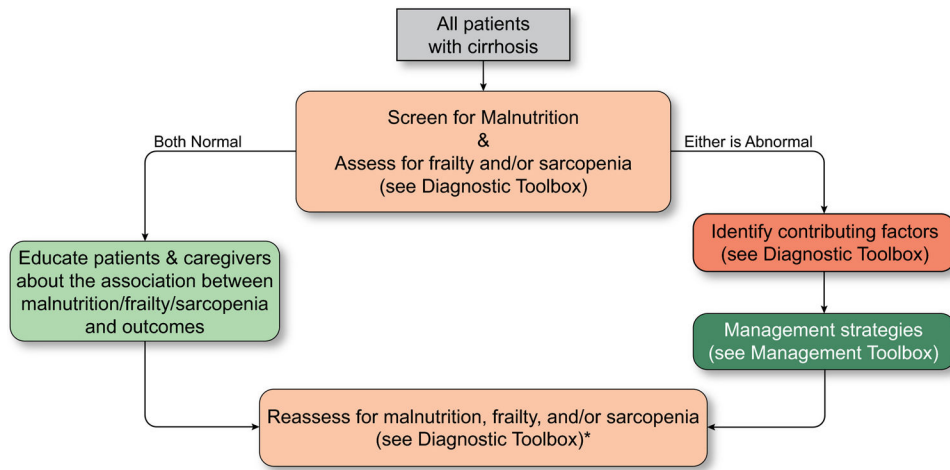 All patients
with cirrhosis
Screen for Malnutrition
&
Assess for frailty and/or sarcopenia
(see Diagnostic Toolbox)
Both Normal
Either is Abnormal
Educate patients & caregivers
about the association between
malnutrition/frailty/sarcopenia
and outcomes
Identify contributing factors
(see Diagnostic Toolbox)
Management strategies
(see Management Toolbox)
Reassess for malnutrition, frailty, and/or sarcopenia
(see Diagnostic Toolbox)*